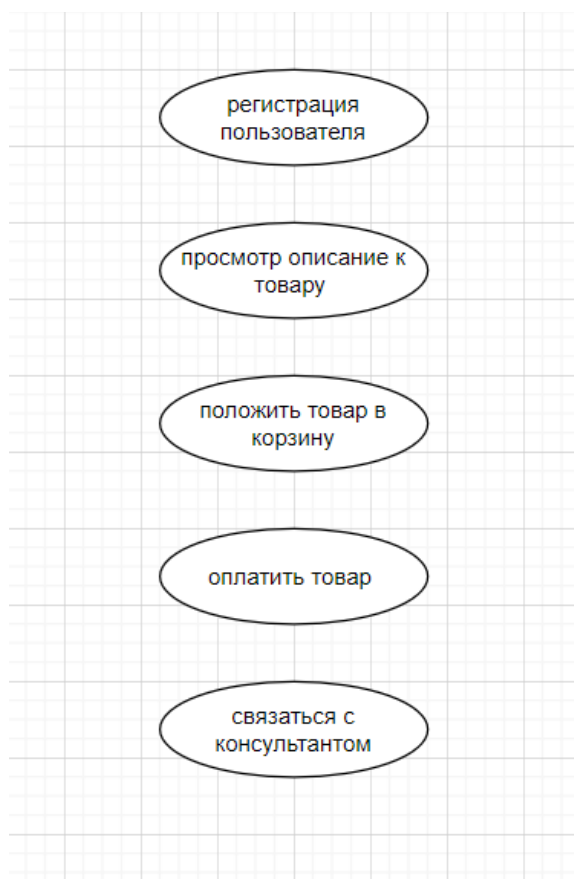 регистрация
пользователя
просмотр описание к
товару
положить товар в
корзину
оплатить товар
связаться с
консультантом